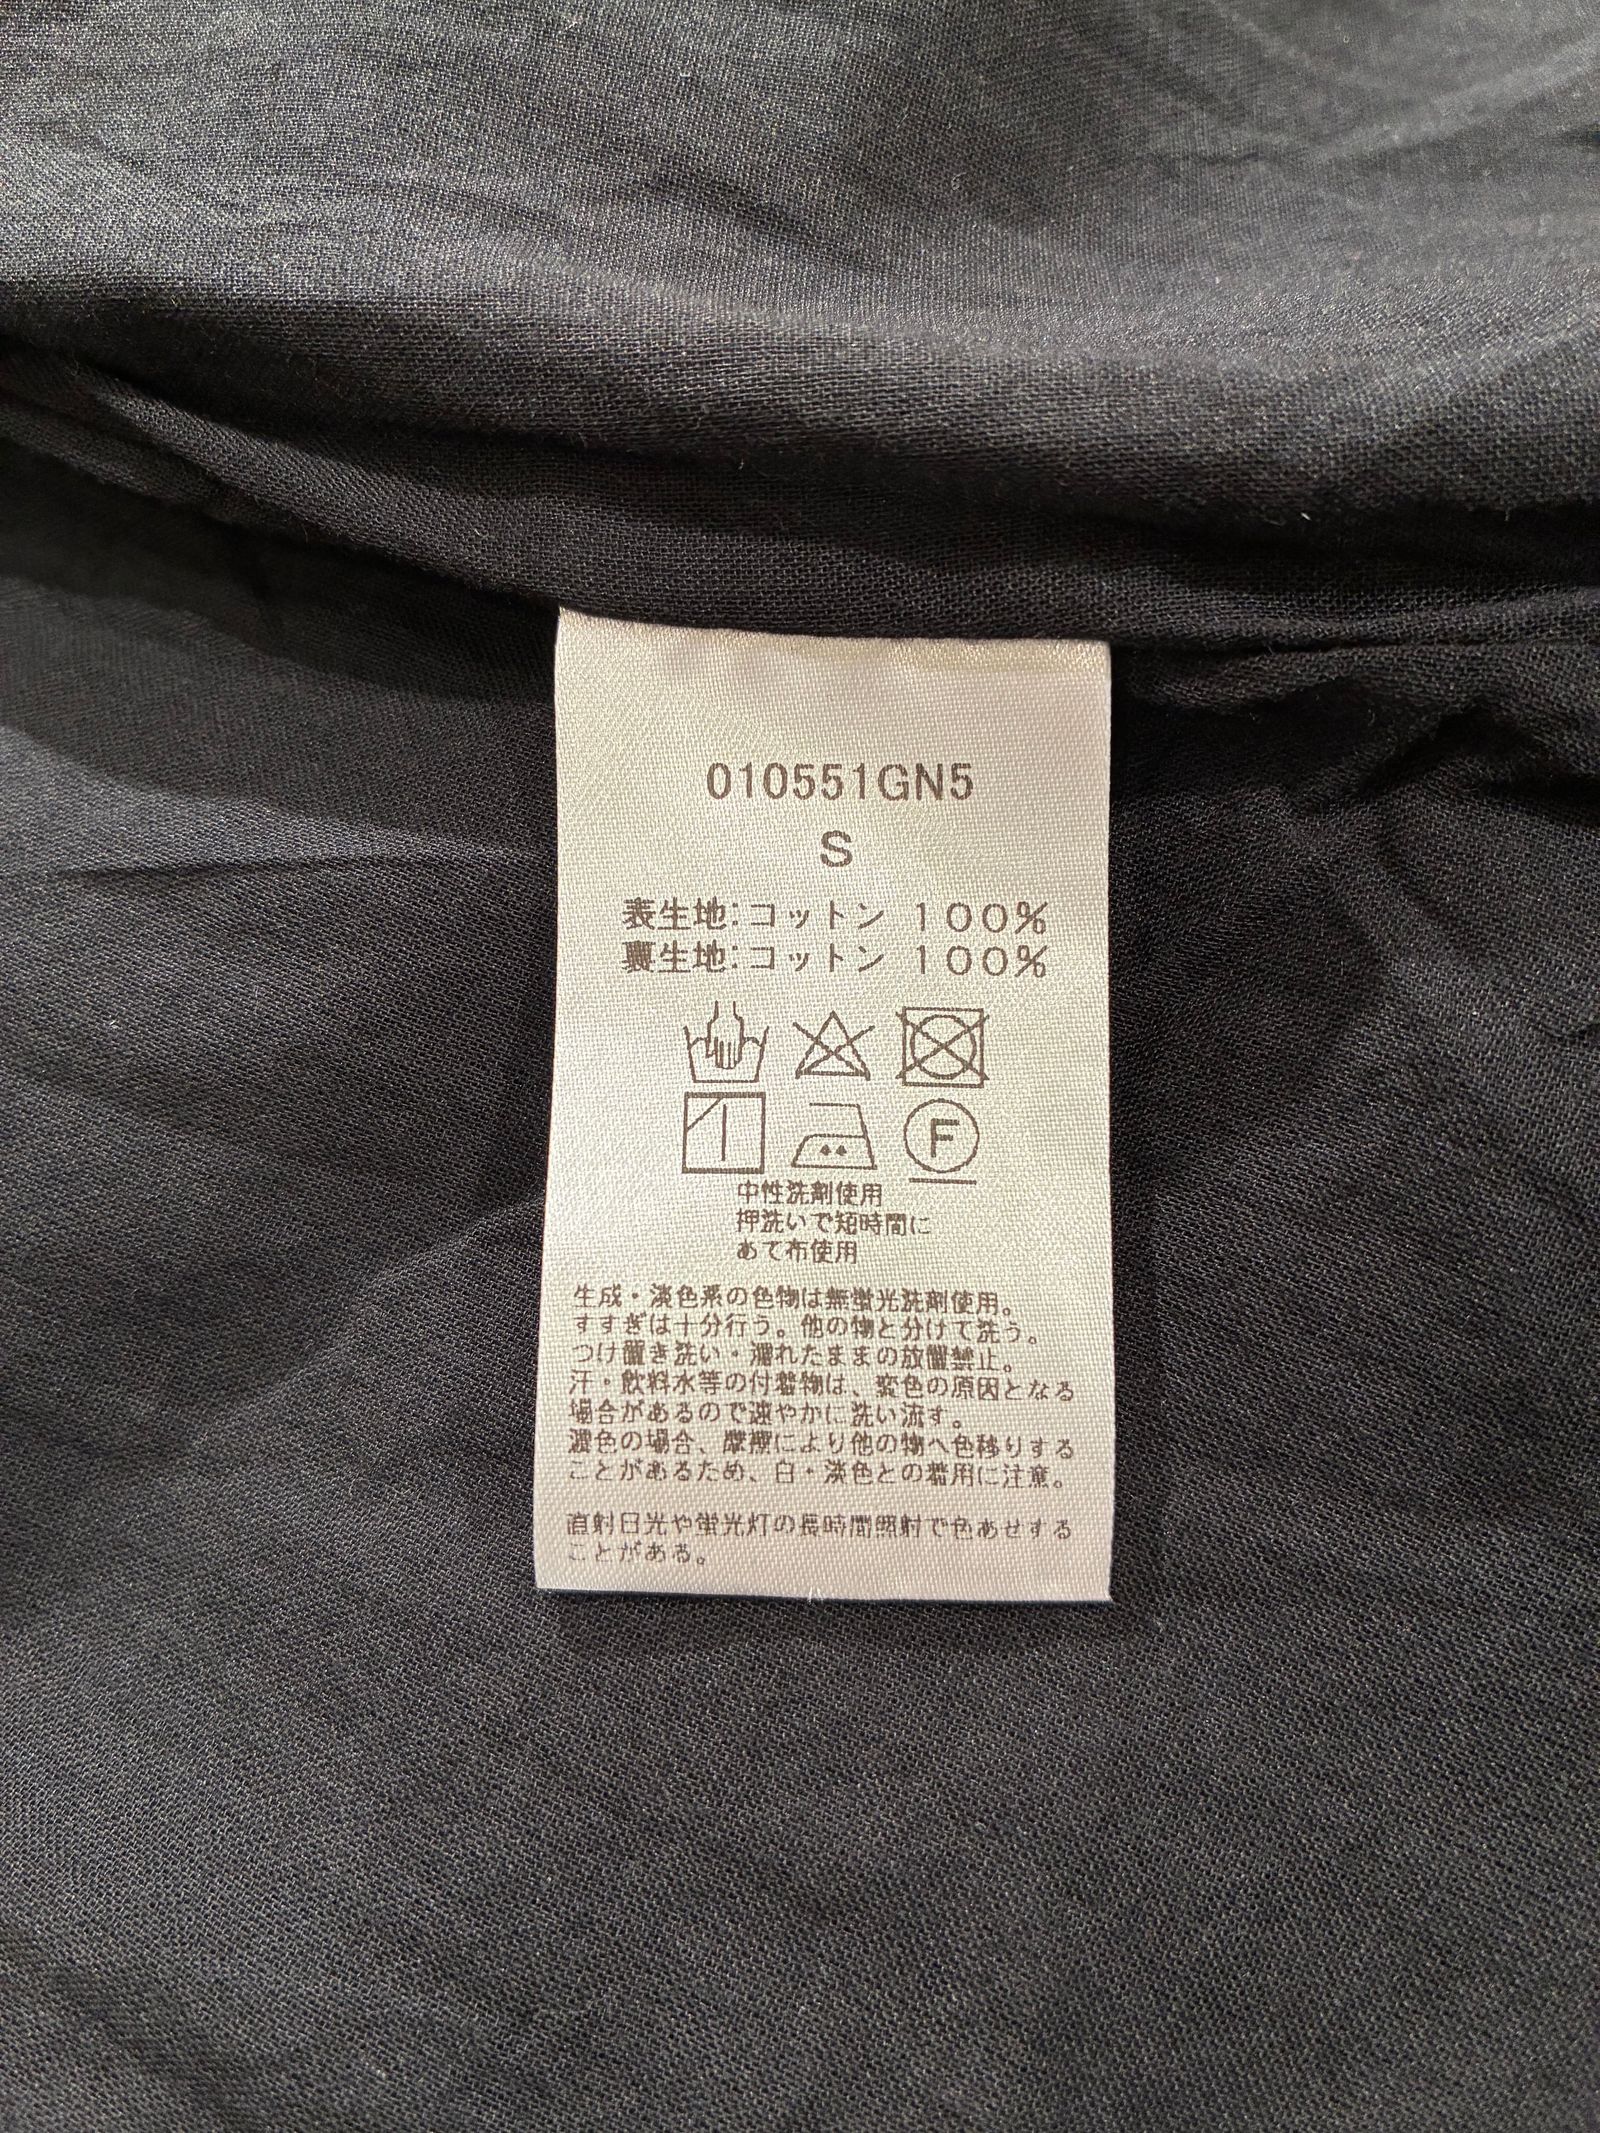 010551GN5
S
表生地:コットン １００％
裏生地:コットン １００％
F
中性洗剤使用
押洗いで短時間に
あて布使用
生成・淡色系の色物は無蛍光洗剤使用。
すすぎは十分行う。他の物と分けて洗う。
つけ置き洗い・濡れたままの放置禁止。
汗・飲料水等の付着物は、変色の原因となる
場合があるので速やかに洗い流す。
濃色の場合、摩擦により他の物へ色移りする
ことがあるため、白・淡色との着用に注意。
直射日光や蛍光灯の長時間照射で色あせする
ことがある。